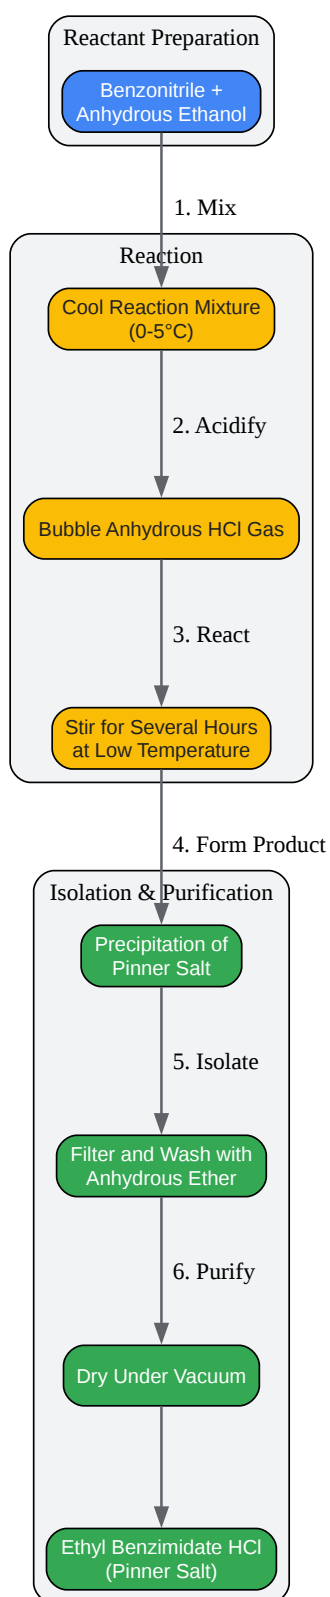 Reactant Preparation
Benzonitrile +
Anhydrous Ethanol
1. Mix
Reaction
Cool Reaction Mixture
(0-5°C)
2. Acidify
Bubble Anhydrous HCl Gas
3. React
Stir for Several Hours
at Low Temperature
4. Form Product
Isolation & Purification
Precipitation of
Pinner Salt
5. Isolate
Filter and Wash with
Anhydrous Ether
6. Purify
Dry Under Vacuum
Ethyl Benzimidate HCl
(Pinner Salt)